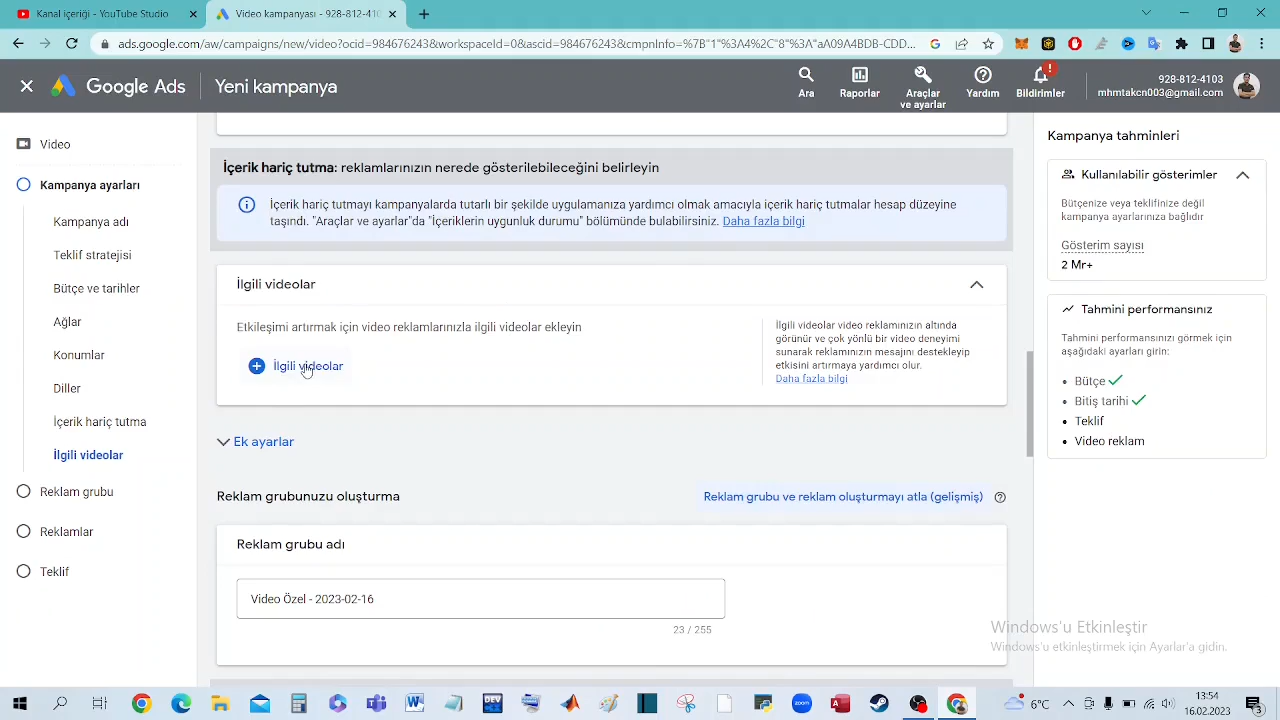 Kanal içeriği - YouTube Studio
Video kampanyası - 928-812-410
ads.google.com/aw/campaigns/new/video?ocid=984676243&workspaceId=0&ascid=984676243&cmpnInfo=%7B"1"%3A4%2C"8"%3A"aA09A4BDB-CDD...
Google Ads
Yeni kampanya
Ara
Raporlar
Araçlar
ve ayarlar
Yardım
Bildirimler
928-812-4103
mhmtakcn003@gmail.com
Video
Kampanya ayarları
Kampanya adı
Teklif stratejisi
Bütçe ve tarihler
Ağlar
Konumlar
Diller
İçerik hariç tutma
İlgili videolar
Reklam grubu
Reklamlar
Teklif
İçerik hariç tutma: reklamlarınızın nerede gösterilebileceğini belirleyin
İçerik hariç tutmayı kampanyalarda tutarlı bir şekilde uygulamanıza yardımcı olmak amacıyla içerik hariç tutmalar hesap düzeyine
taşındı. "Araçlar ve ayarlar"da "İçeriklerin uygunluk durumu" bölümünde bulabilirsiniz. Daha fazla bilgi
İlgili videolar
Etkileşimi artırmak için video reklamlarınızla ilgili videolar ekleyin
İlgili videolar
İlgili videolar video reklamınızın altında
görünür ve çok yönlü bir video deneyimi
sunarak reklamınızın mesajını destekleyip
etkisini artırmaya yardımcı olur.
Daha fazla bilgi
Ek ayarlar
Reklam grubunuzu oluşturma
Reklam grubu ve reklam oluşturmayı atla (gelişmiş)
Reklam grubu adı
Video Özel - 2023-02-16
23 / 255
Kampanya tahminleri
Kullanılabilir gösterimler
Bütçenize veya teklifinize değil
kampanya ayarlarınıza bağlıdır
Gösterim sayısı
2 Mr+
Tahmini performansınız
Tahmini performansınızı görmek için
aşağıdaki ayarları girin:
Bütçe
Bitiş tarihi
Teklif
Video reklam
Windows'u Etkinleştir
Windows'u etkinleştirmek için Ayarlar'a gidin.
6°C
13:54
16.02.2023
3